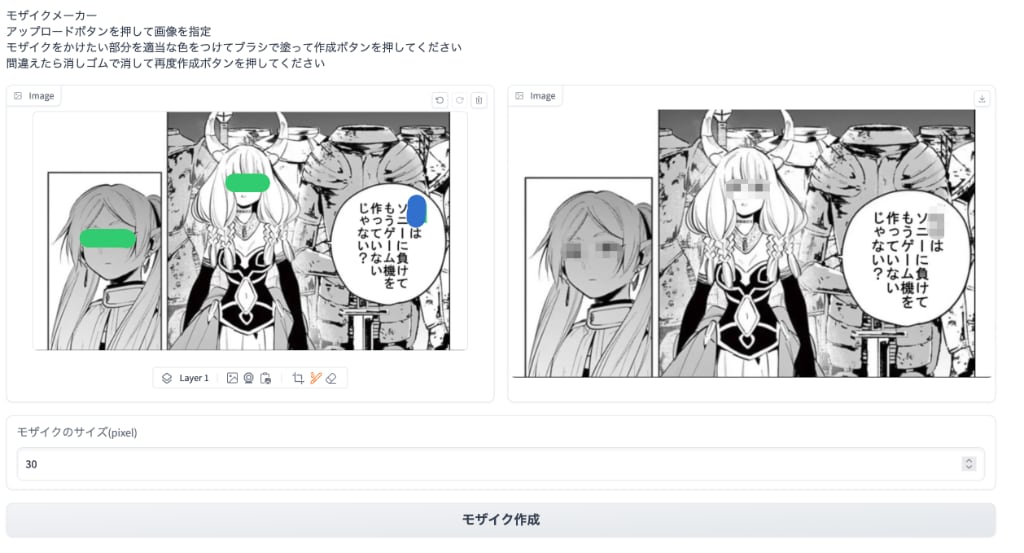 モザイクメーカー
アップロードボタンを押して画像を指定
モザイクをかけたい部分を適当な色をつけてブラシで塗って作成ボタンを押してください
間違えたら消しゴムで消して再度作成ボタンを押してください
Image
は
ソニーに負けて
もうゲーム機を
作っていない
じゃない？
Layer 1
Image
は
ソニーに負けて
もうゲーム機を
作っていない
じゃない？
モザイクのサイズ(pixel)
30
モザイク作成